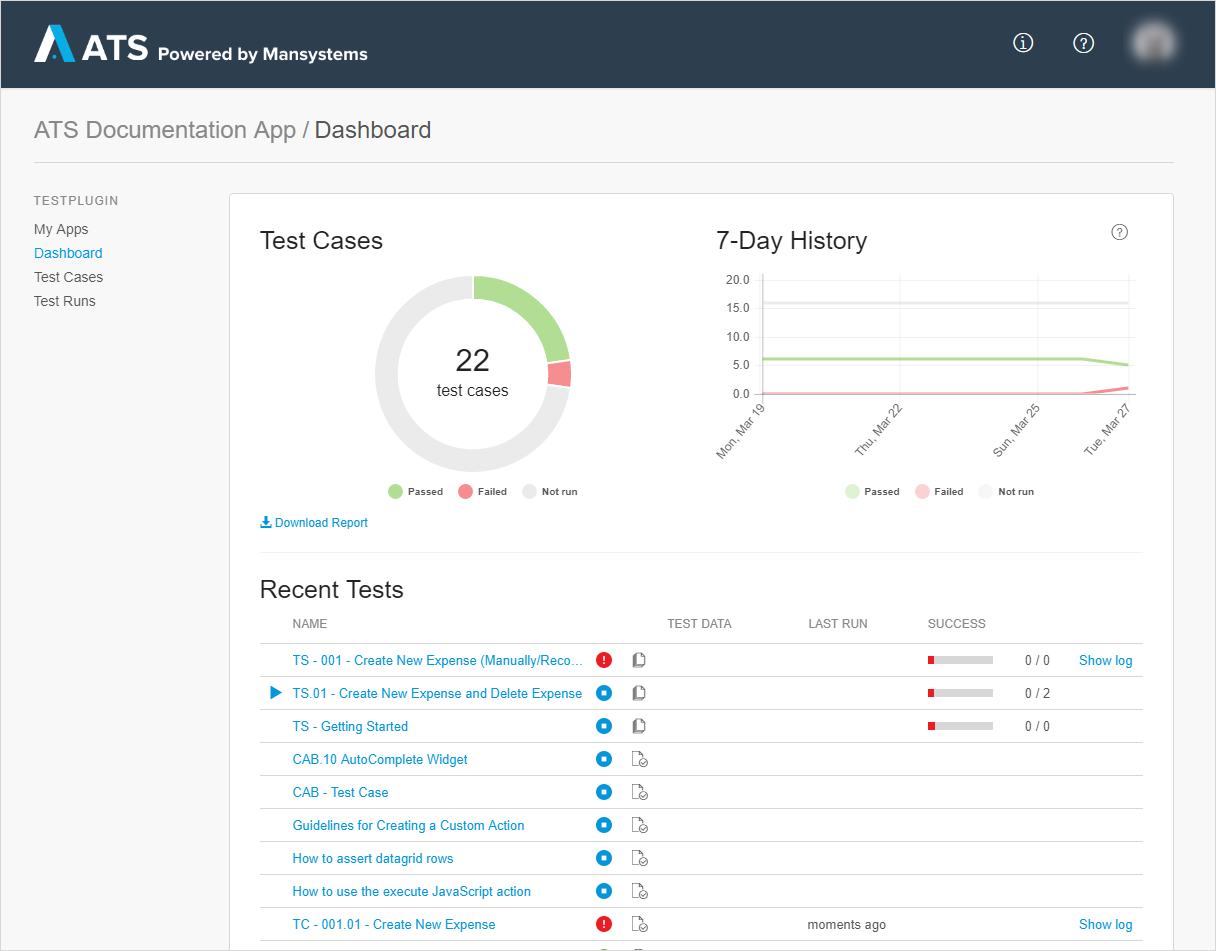 ATS Powered by Mansystems
ATS Documentation App / Dashboard
TESTPLUGIN
My Apps
Dashboard
Test Cases
Test Runs
Test Cases
22
test cases
Passed Failed Not run
Download Report
7-Day History
20.0
15.0
10.0
5.0
0.0
Mon, Mar 19
Thu, Mar 22
Sun, Mar 25
Tue, Mar 27
Passed Failed Not run
Recent Tests
NAME TEST DATA LAST RUN SUCCESS
TS - 001 - Create New Expense (Manually/Reco... 0 / 0 Show log
TS.01 - Create New Expense and Delete Expense 0 / 2
TS - Getting Started 0 / 0
CAB.10 AutoComplete Widget
CAB - Test Case
Guidelines for Creating a Custom Action
How to assert datagrid rows
How to use the execute JavaScript action
TC - 001.01 - Create New Expense moments ago Show log